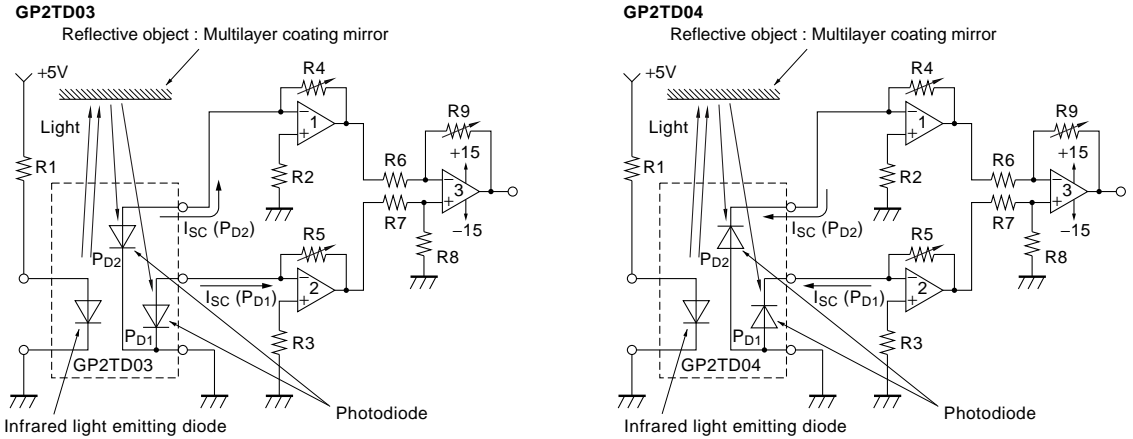 GP2TD03
Reflective object : Multilayer coating mirror
+5V
R4
R9
Light
−
1
+
R1
R6
+15
R2
−
3
+
ISC (PD2)
R7
−15
R5
R8
PD2
−
2
+
ISC (PD1)
PD1
R3
GP2TD03
Photodiode
Infrared light emitting diode
GP2TD04
Reflective object : Multilayer coating mirror
+5V
R4
R9
Light
−
1
+
R1
R6
+15
R2
−
3
+
ISC (PD2)
R7
−15
R5
R8
PD2
−
2
+
ISC (PD1)
PD1
R3
GP2TD04
Photodiode
Infrared light emitting diode